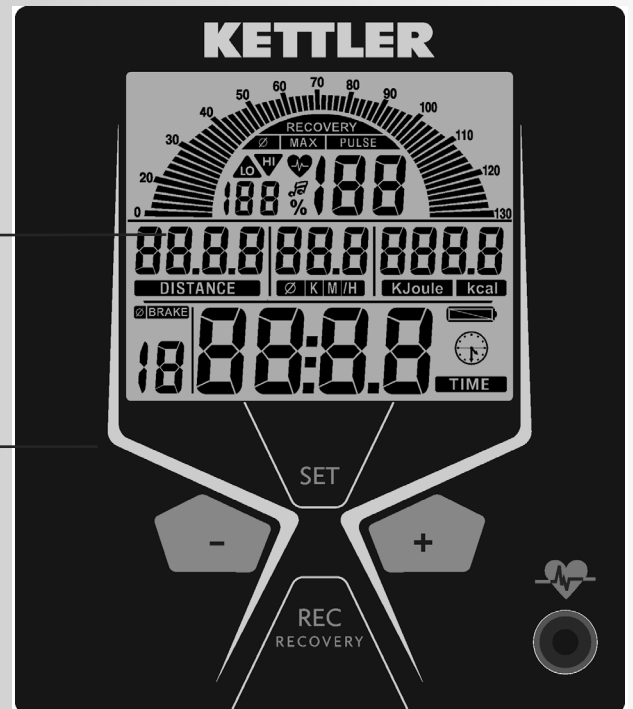 KETTLER
0 20 30 40 50 60 70 80 90 100 110 120 130
RECOVERY
Ø MAX PULSE
LO HI
188 % 188
88.8.8 88.8 888.8
DISTANCE Ø K M /H KJoule kcal
Ø BRAKE
18 88:8.8
TIME
SET
- +
REC
RECOVERY